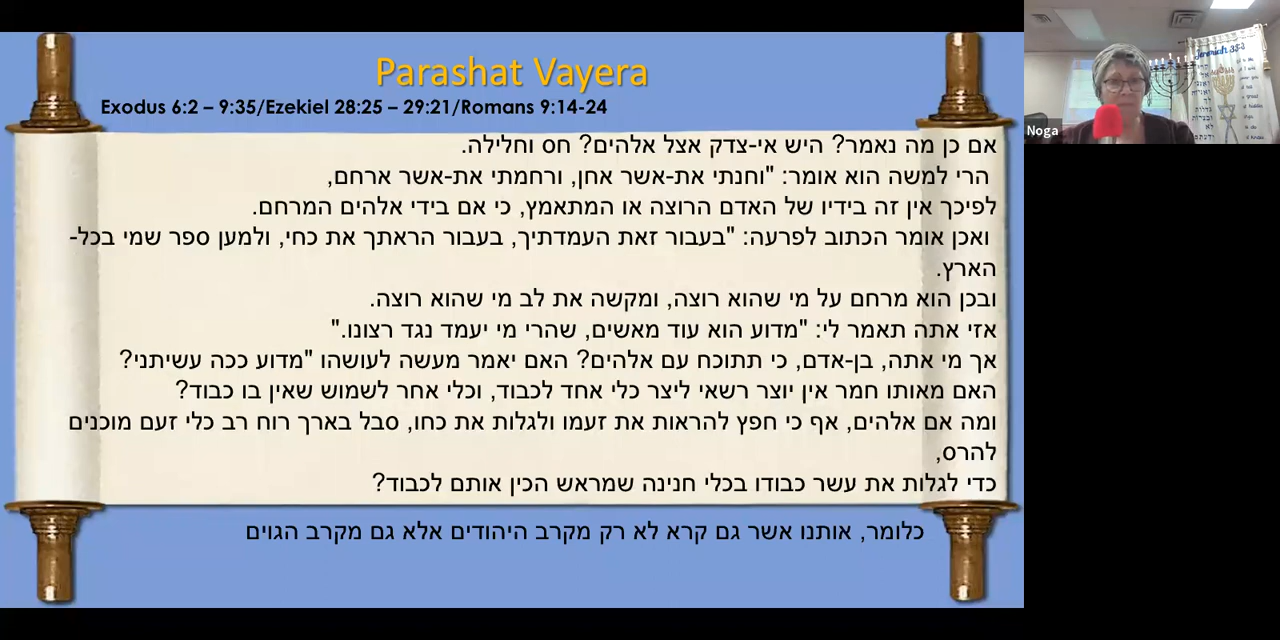 Parashat Vayera
Exodus 6:2 – 9:35/Ezekiel 28:25 – 29:21/Romans 9:14-24
אם כן מה נאמר? היש אי-צדק אצל אלהים? חס וחלילה.
הרי למשה הוא אומר: "וחנתי את-אשר אחן, ורחמתי את-אשר ארחם,
לפיכך אין זה בידיו של האדם הרוצה או המתאמץ, כי אם בידי אלהים המרחם.
ואכן אומר הכתוב לפרעה: "בעבור זאת העמדתיך, בעבור הראתך את כחי, ולמען ספר שמי בכל-
הארץ.
ובכן הוא מרחם על מי שהוא רוצה, ומקשה את לב מי שהוא רוצה.
אזי אתה תאמר לי: "מדוע הוא עוד מאשים, שהרי מי יעמד נגד רצונו."
אך מי אתה, בן-אדם, כי תתוכח עם אלהים? האם יאמר מעשה לעושהו "מדוע ככה עשיתני?
האם מאותו חמר אין יוצר רשאי ליצר כלי אחד לכבוד, וכלי אחר לשמוש שאין בו כבוד?
ומה אם אלהים, אף כי חפץ להראות את זעמו ולגלות את כחו, סבל בארך רוח רב כלי זעם מוכנים
להרס,
כדי לגלות את עשר כבודו בכלי חנינה שמראש הכין אותם לכבוד?
כלומר, אותנו אשר גם קרא לא רק מקרב היהודים אלא גם מקרב הגוים
Noga